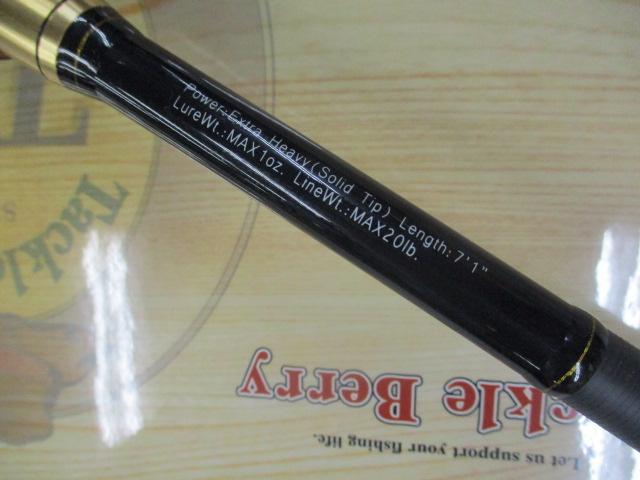 Power:Extra Heavy(Solid Tip) Length:7'1"
LureWt.:MAX1oz. LineWt.:MAX20lb.
Tackle
ckle Berry
Let us support your fishing life.